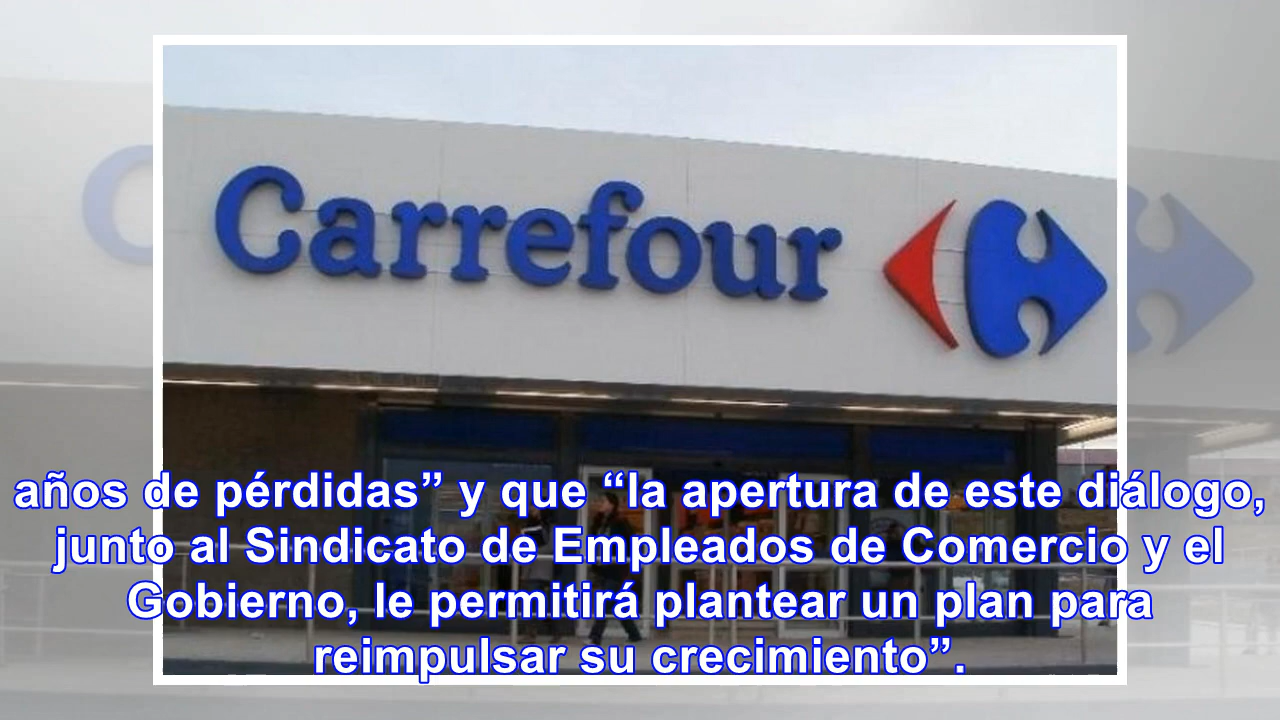 Carrefour
años de pérdidas” y que “la apertura de este diálogo,
junto al Sindicato de Empleados de Comercio y el
Gobierno, le permitirá plantear un plan para
reimpulsar su crecimiento”.